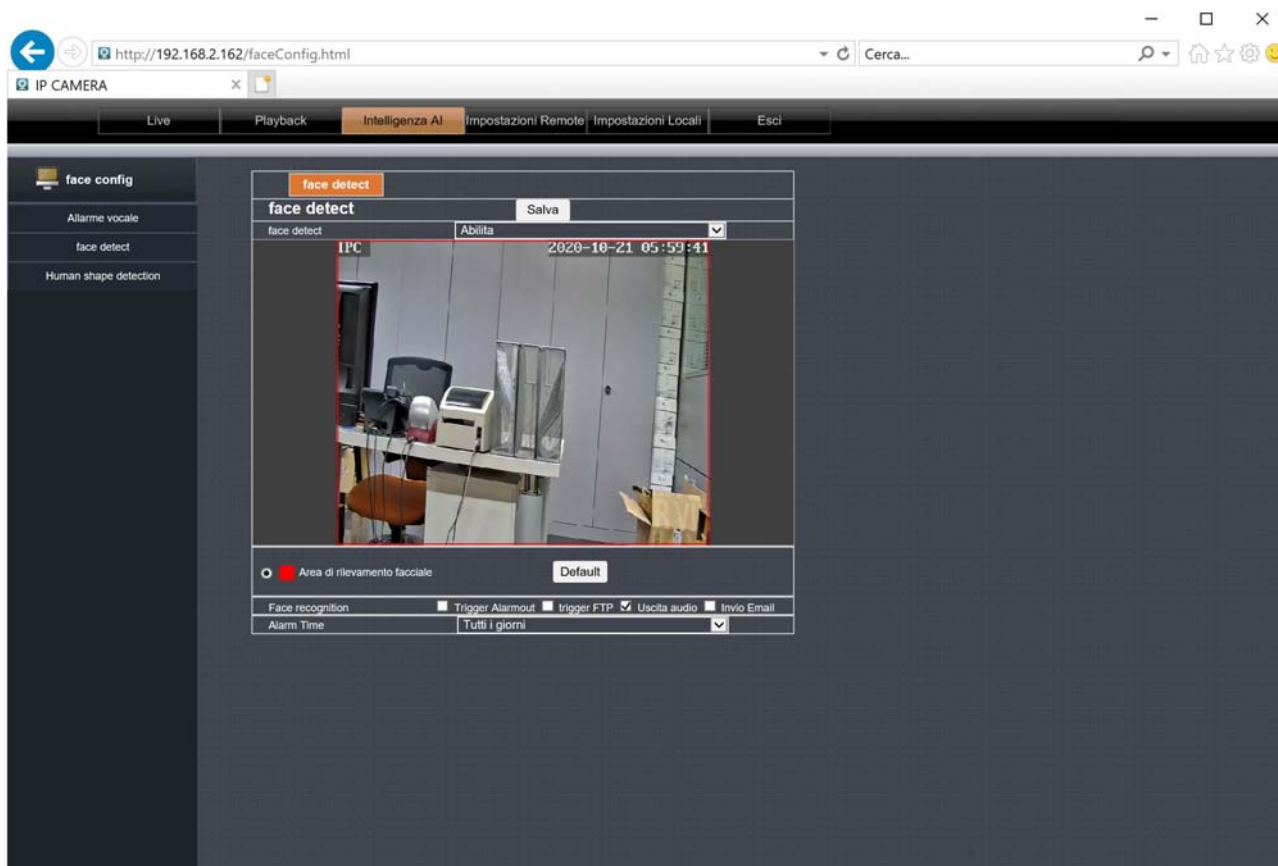 http://192.168.2.162/faceConfig.html
Cerca...
IP CAMERA
Live Playback Intelligenza AI Impostazioni Remote Impostazioni Locali Esci
face config
Allarme vocale
face detect
Human shape detection
face detect
face detect Salva
face detect Abilita
IPC 2020-10-21 05:59:41
Area di rilevamento facciale Default
Face recognition Trigger Alarmout trigger FTP Uscita audio Invio Email
Alarm Time Tutti i giorni